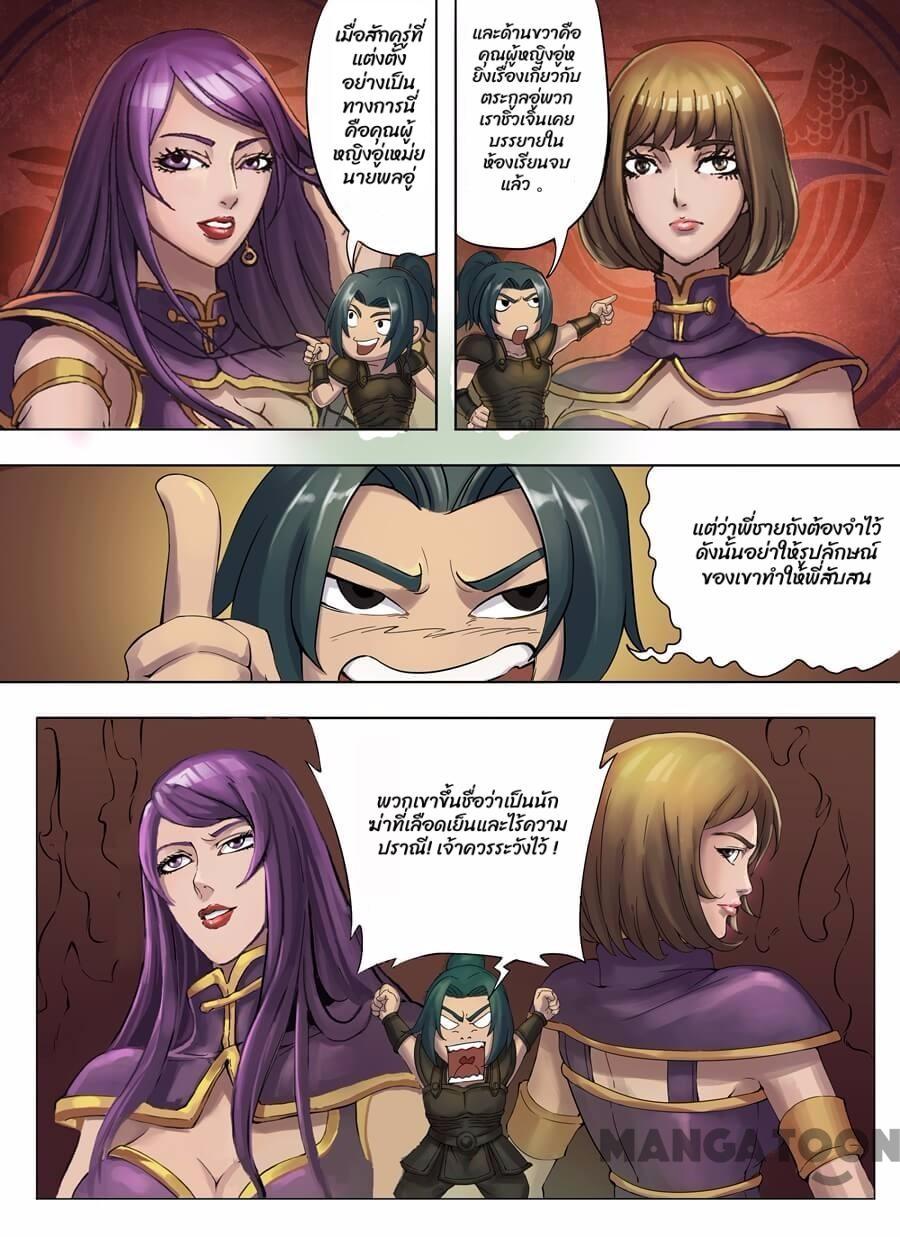 เมื่อสักครู่ที่
แต่งตั้ง
อย่างเป็น
ทางการนี้
คือคุณผู้
หญิงอู่เหม่ย
นายพลอู่
และด้านขวาคือ
คุณผู้หญิงอู่ห
ยิ่งเรื่องเกี่ยวกับ
ตระกูลอู่พวก
เราชิ้วเจิ้นเคย
บรรยายใน
ห้องเรียนจบ
แล้ว 。
แต่ว่าพี่ชายถังต้องจำไว้
ดังนั้นอย่าให้รูปลักษณ์
ของเขาทำให้พี่สับสน
พวกเขาขึ้นชื่อว่าเป็นนัก
ฆ่าที่เลือดเย็นและไร้ความ
ปราณี! เจ้าควรระวังไว้ !
MANGATOON